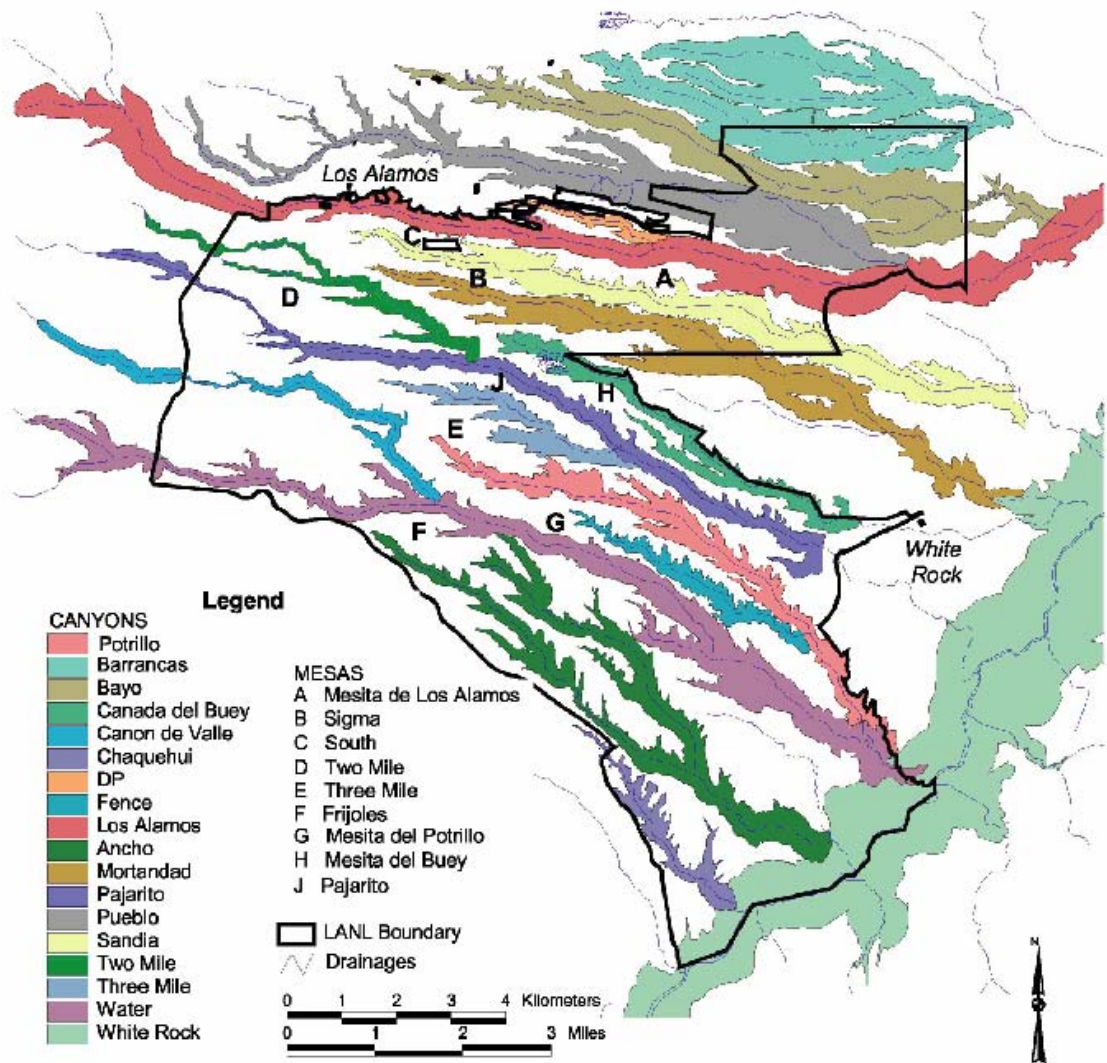 Los Alamos
C
B
A
D
J
H
E
G
F
White
Rock
Legend
CANYONS
Potrillo
Barrancas
Bayo
Canada del Buey
Canon de Valle
Chaquehui
DP
Fence
Los Alamos
Ancho
Mortandad
Pajarito
Pueblo
Sandia
Two Mile
Three Mile
Water
White Rock
MESAS
A Mesita de Los Alamos
B Sigma
C South
D Two Mile
E Three Mile
F Frijoles
G Mesita del Potrillo
H Mesita del Buey
J Pajarito
LANL Boundary
Drainages
0 1 2 3 4 Kilometers
0 1 2 3 Miles
N